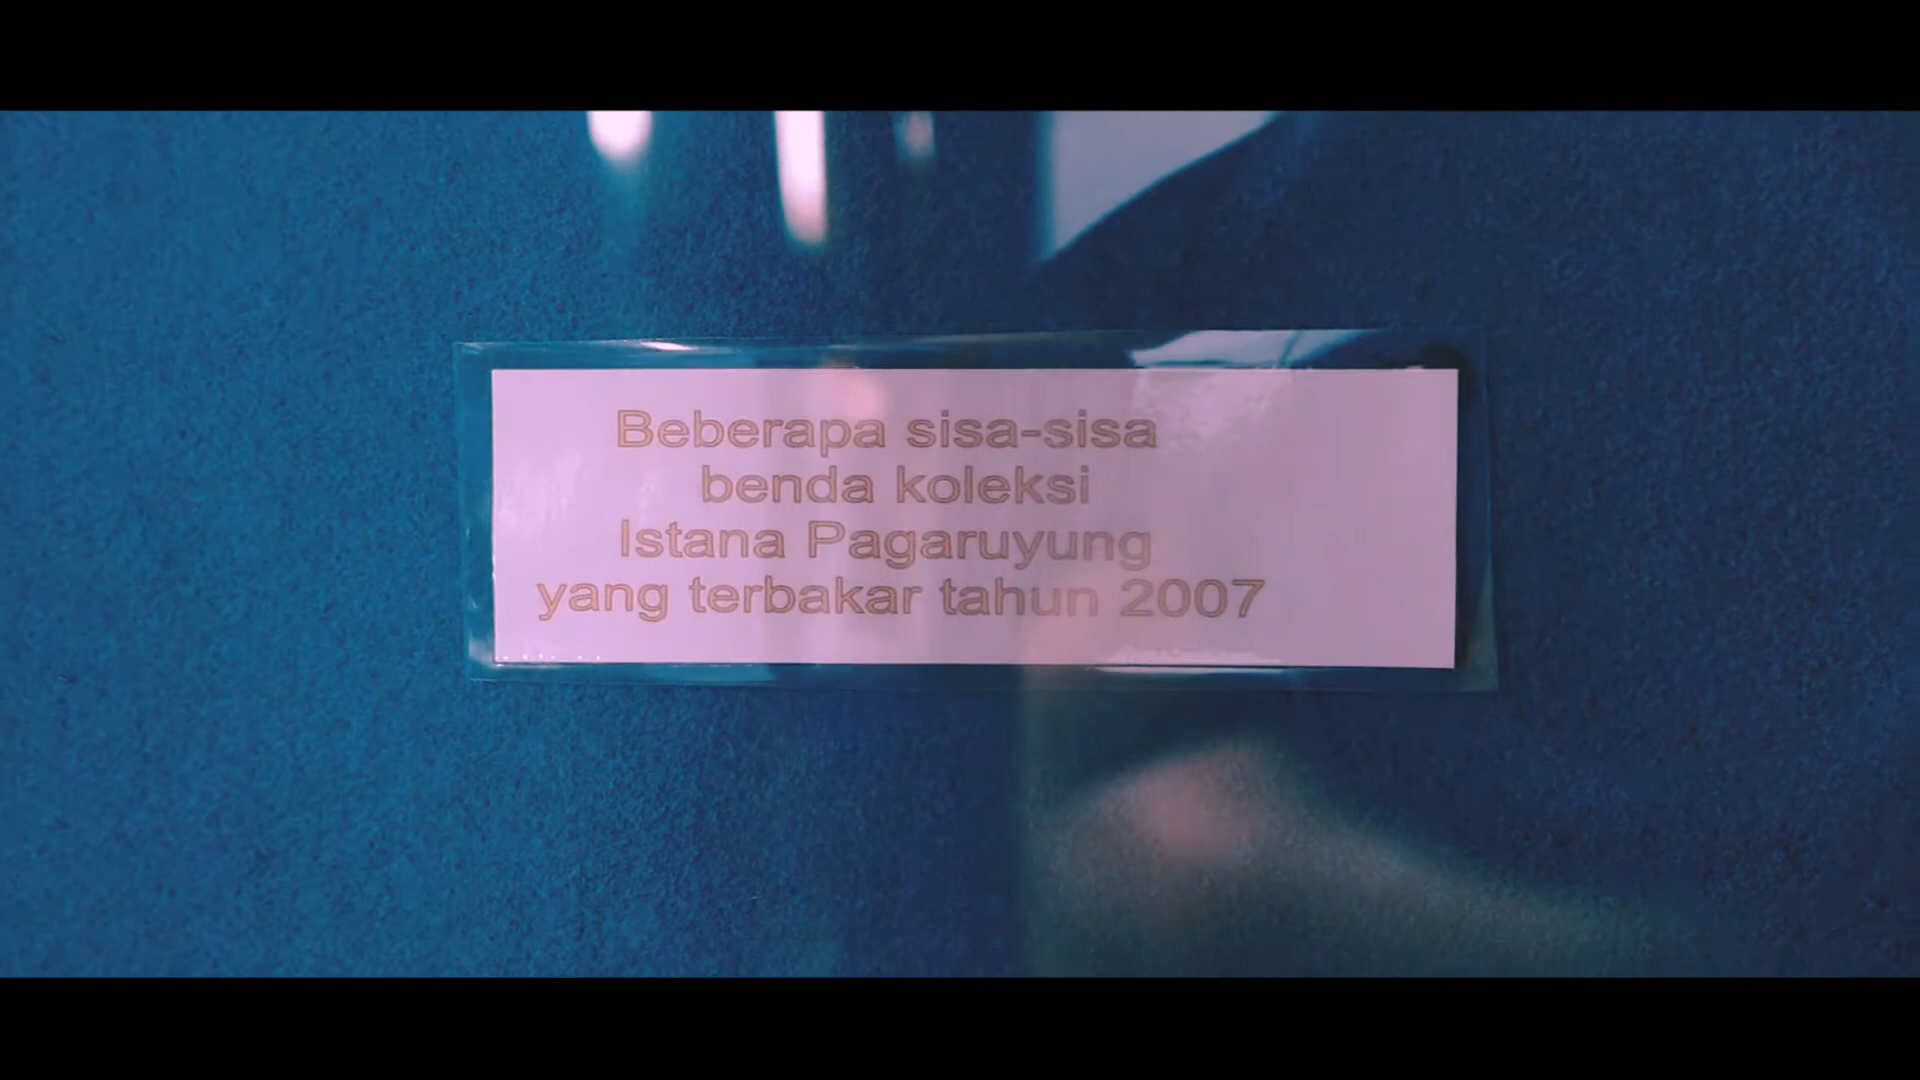 Beberapa sisa-sisa
benda koleksi
Istana Pagaruyung
yang terbakar tahun 2007